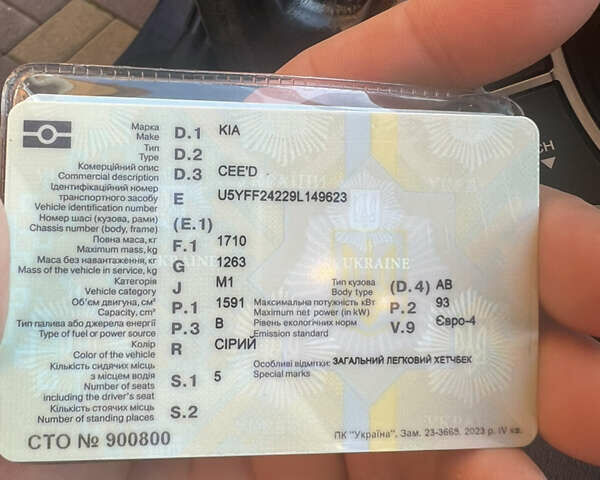 Марка D.1 KIA
Make
Тип D.2
Type
Комерційний опис D.3 CEE'D
Commercial description
Ідентифікаційний номер
транспортного засобу E U5YFF24229L149623
Vehicle identification number
Номер шасі (кузова, рами) (E.1)
Chassis number (body, frame)
Повна маса, кг F.1 1710
Maximum mass, kg
Маса без навантаження, кг G 1263
Mass of the vehicle in service, kg
UKRAINE UKRAINE
Категорія J M1 Тип кузова (D.4) AB
Vehicle category Body type
Об'єм двигуна, см³ P.1 1591 Максимальна потужність кВт P.2 93
Capacity, cm³ Maximum net power (in kW)
Тип палива або джерела енергії P.3 B Рівень екологічних норм V.9 Євро-4
Type of fuel or power source Emission standard
Колір R СІРИЙ
Color of the vehicle
Кількість сидячих місць Особливі відмітки: ЗАГАЛЬНИЙ ЛЕГКОВИЙ ХЕТЧБЕК
з місцем водія S.1 5 Special marks
Number of seats
including the driver's seat
Кількість стоячих місць S.2
Number of standing places
СТО № 900800
ПК "Україна". Зам. 23-3669. 2023 р. IV кв.